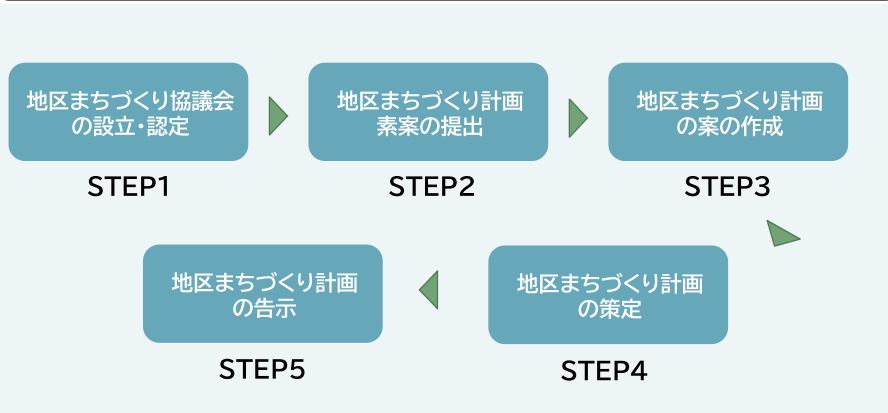 地区まちづくり協議会
の設立・認定
STEP1
地区まちづくり計画
素案の提出
STEP2
地区まちづくり計画
の案の作成
STEP3
地区まちづくり計画
の策定
STEP4
地区まちづくり計画
の告示
STEP5